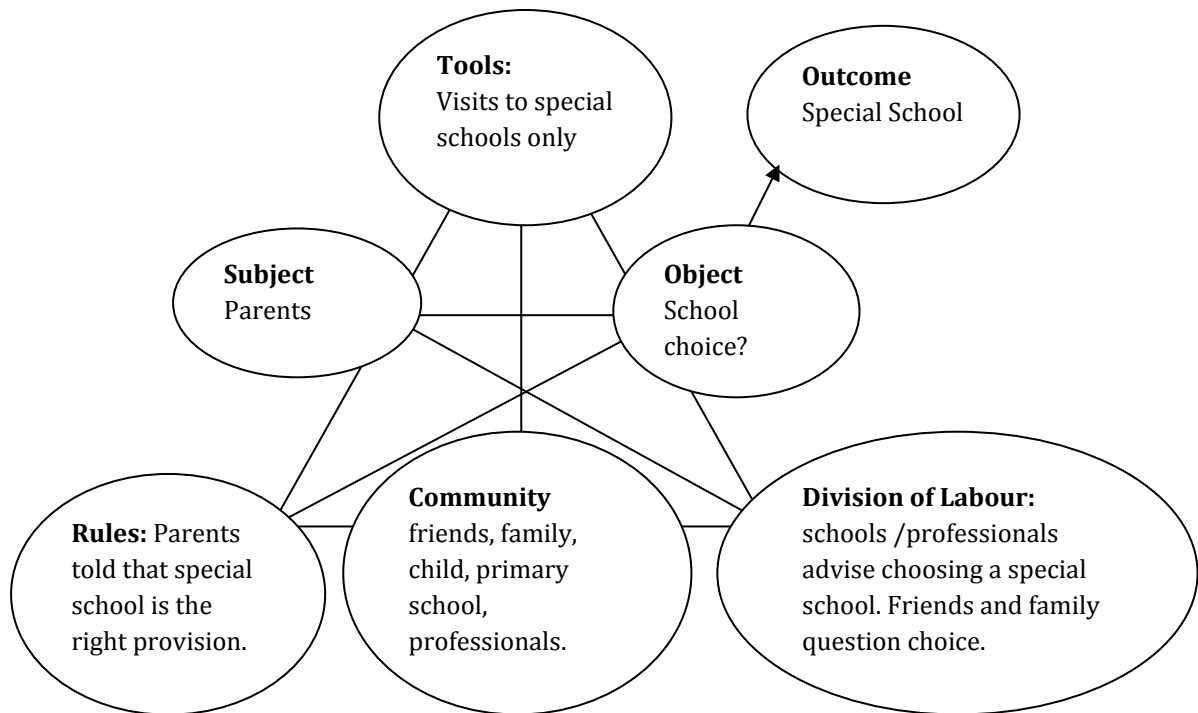 Tools:
Visits to special
schools only
Outcome
Special School
Subject
Parents
Object
School
choice?
Rules: Parents
told that special
school is the
right provision.
Community
friends, family,
child, primary
school,
professionals.
Division of Labour:
schools /professionals
advise choosing a special
school. Friends and family
question choice.